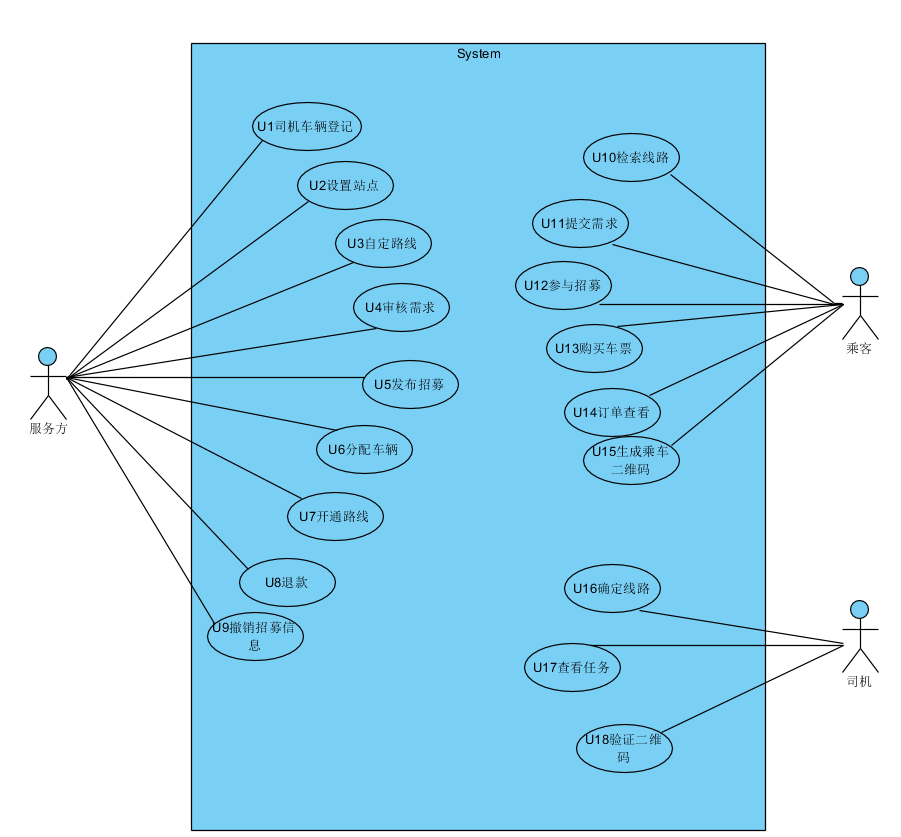 System
U1司机车辆登记
U2设置站点
U3自定路线
U4审核需求
U5发布招募
U6分配车辆
U7开通路线
U8退款
U9撤销招募信
息
服务方
U10检索线路
U11提交需求
U12参与招募
U13购买车票
U14订单查看
U15生成乘车
二维码
乘客
U16确定线路
U17查看任务
U18验证二维
码
司机